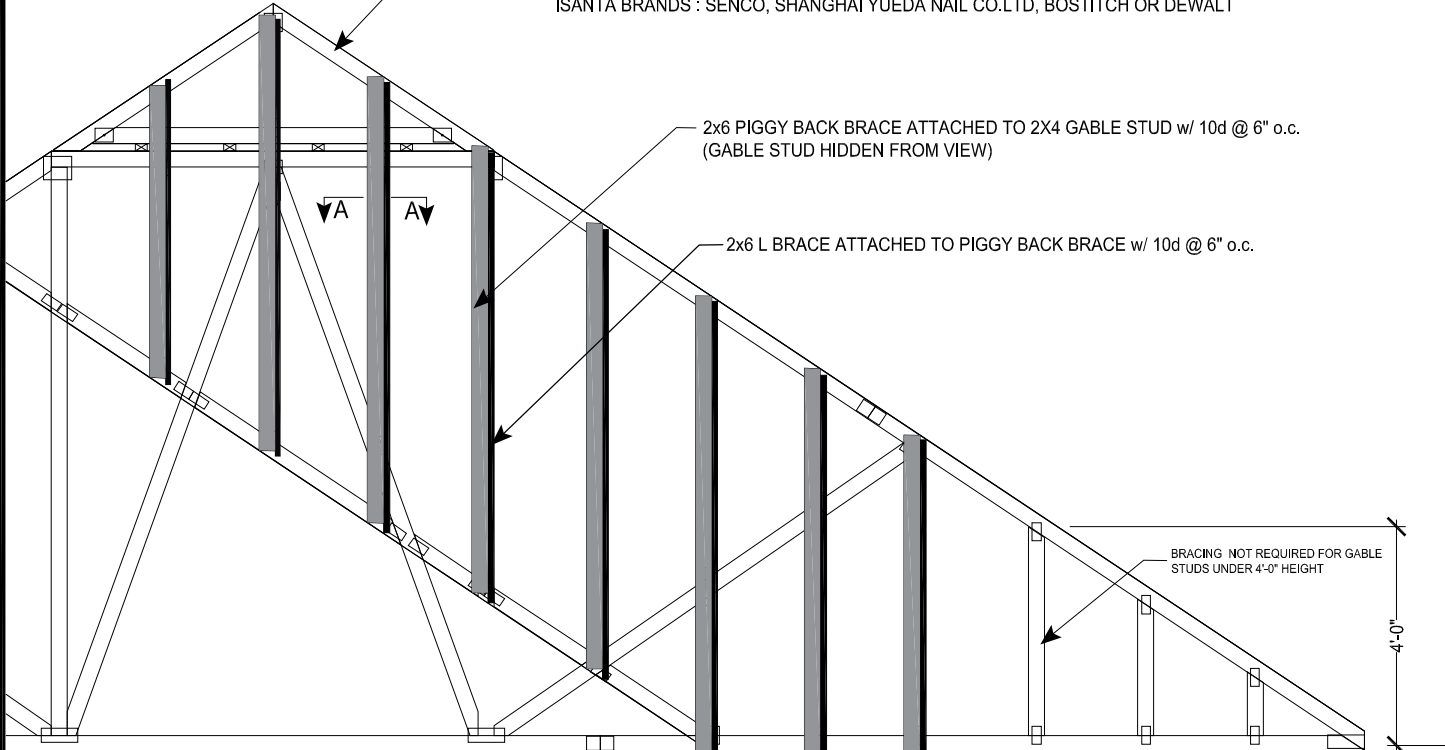 ISANTA BRANDS : SENCO, SHANGHAI YUEDA NAIL CO.LTD, BOSTITCH OR DEWALT
2x6 PIGGY BACK BRACE ATTACHED TO 2X4 GABLE STUD w/ 10d @ 6" o.c.
(GABLE STUD HIDDEN FROM VIEW)
A A
2x6 L BRACE ATTACHED TO PIGGY BACK BRACE w/ 10d @ 6" o.c.
BRACING NOT REQUIRED FOR GABLE
STUDS UNDER 4'-0" HEIGHT
4'-0"